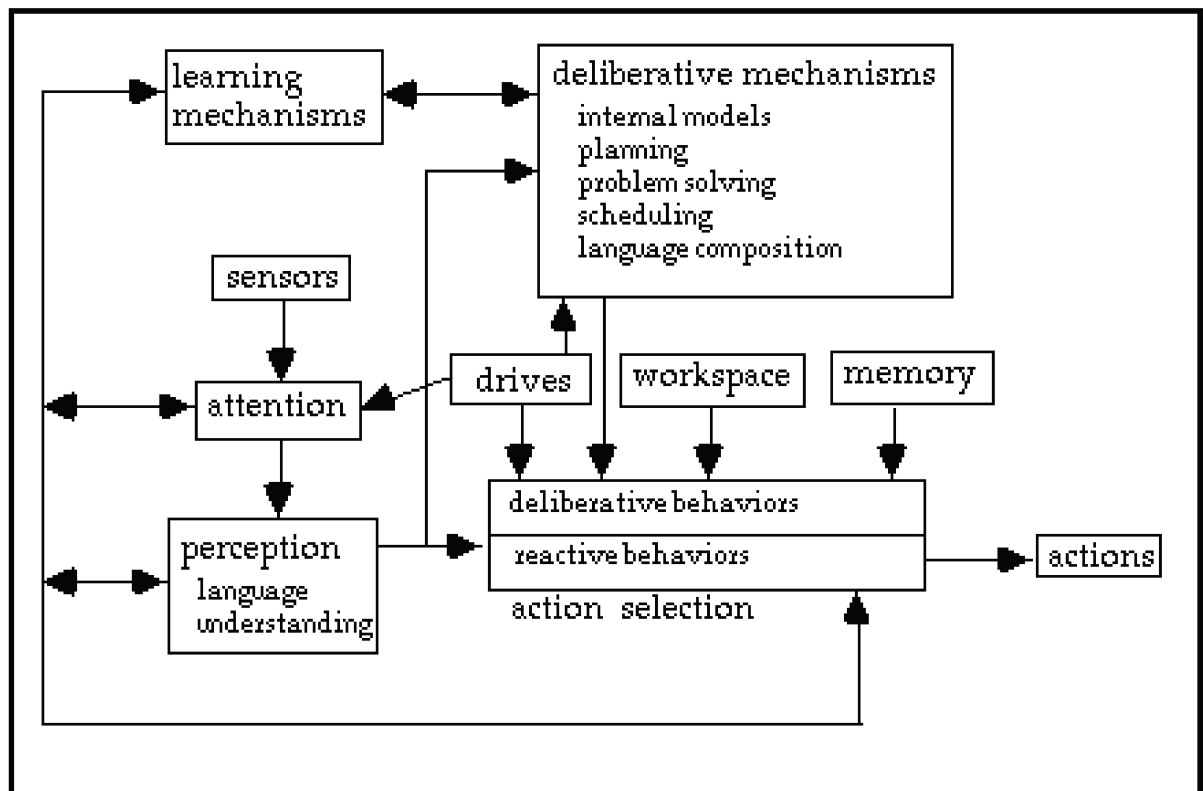 learning
mechanisms
deliberative mechanisms
internal models
planning
problem solving
scheduling
language composition
sensors
attention
drives
workspace
memory
perception
language
understanding
deliberative behaviors
reactive behaviors
action selection
actions